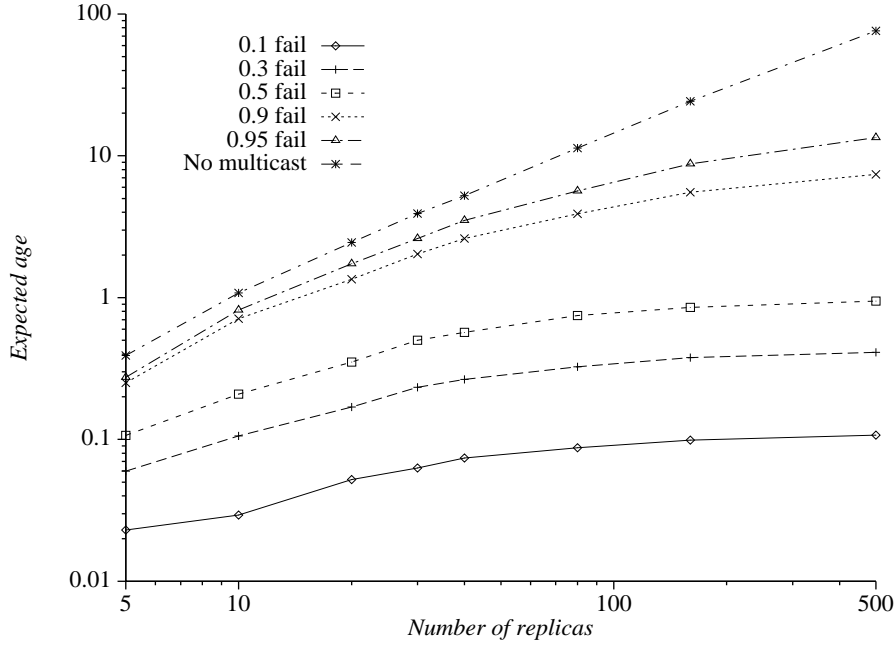 100
10
1
0.1
0.01
Expected age
0.1 fail
0.3 fail
0.5 fail
0.9 fail
0.95 fail
No multicast
5
10
100
500
Number of replicas